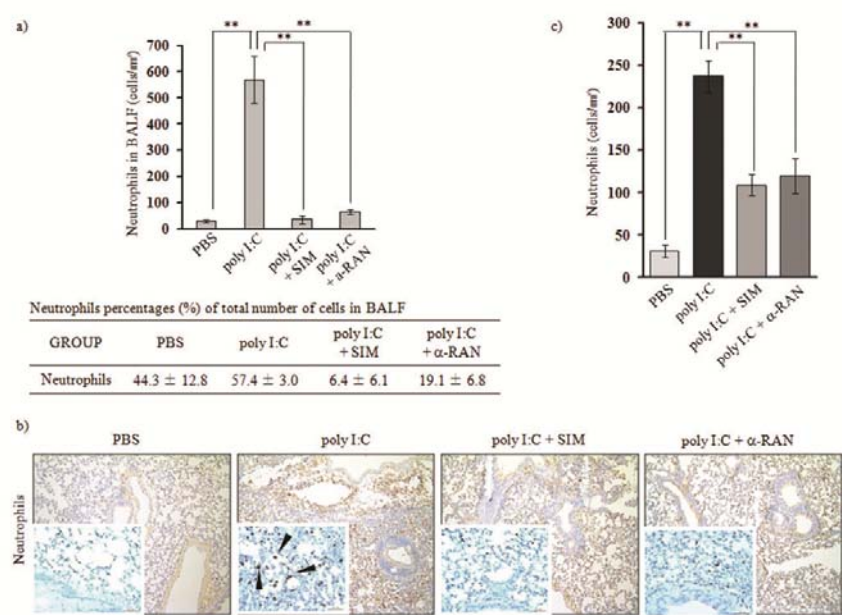 a)
**
**
**
Neutrophils in BALF (cells/㎣)
700
600
500
400
300
200
100
0
PBS
poly I:C
poly I:C
+ SIM
poly I:C
+ a-RAN
c)
**
**
**
Neutrophils (cells/㎣)
300
250
200
150
100
50
0
PBS
poly I:C
poly I:C + SIM
poly I:C + α-RAN
Neutrophils percentages (%) of total number of cells in BALF
GROUP PBS poly I:C poly I:C + SIM poly I:C + α-RAN
Neutrophils 44.3 ± 12.8 57.4 ± 3.0 6.4 ± 6.1 19.1 ± 6.8
b)
PBS poly I:C poly I:C + SIM poly I:C + α-RAN
Neutrophils